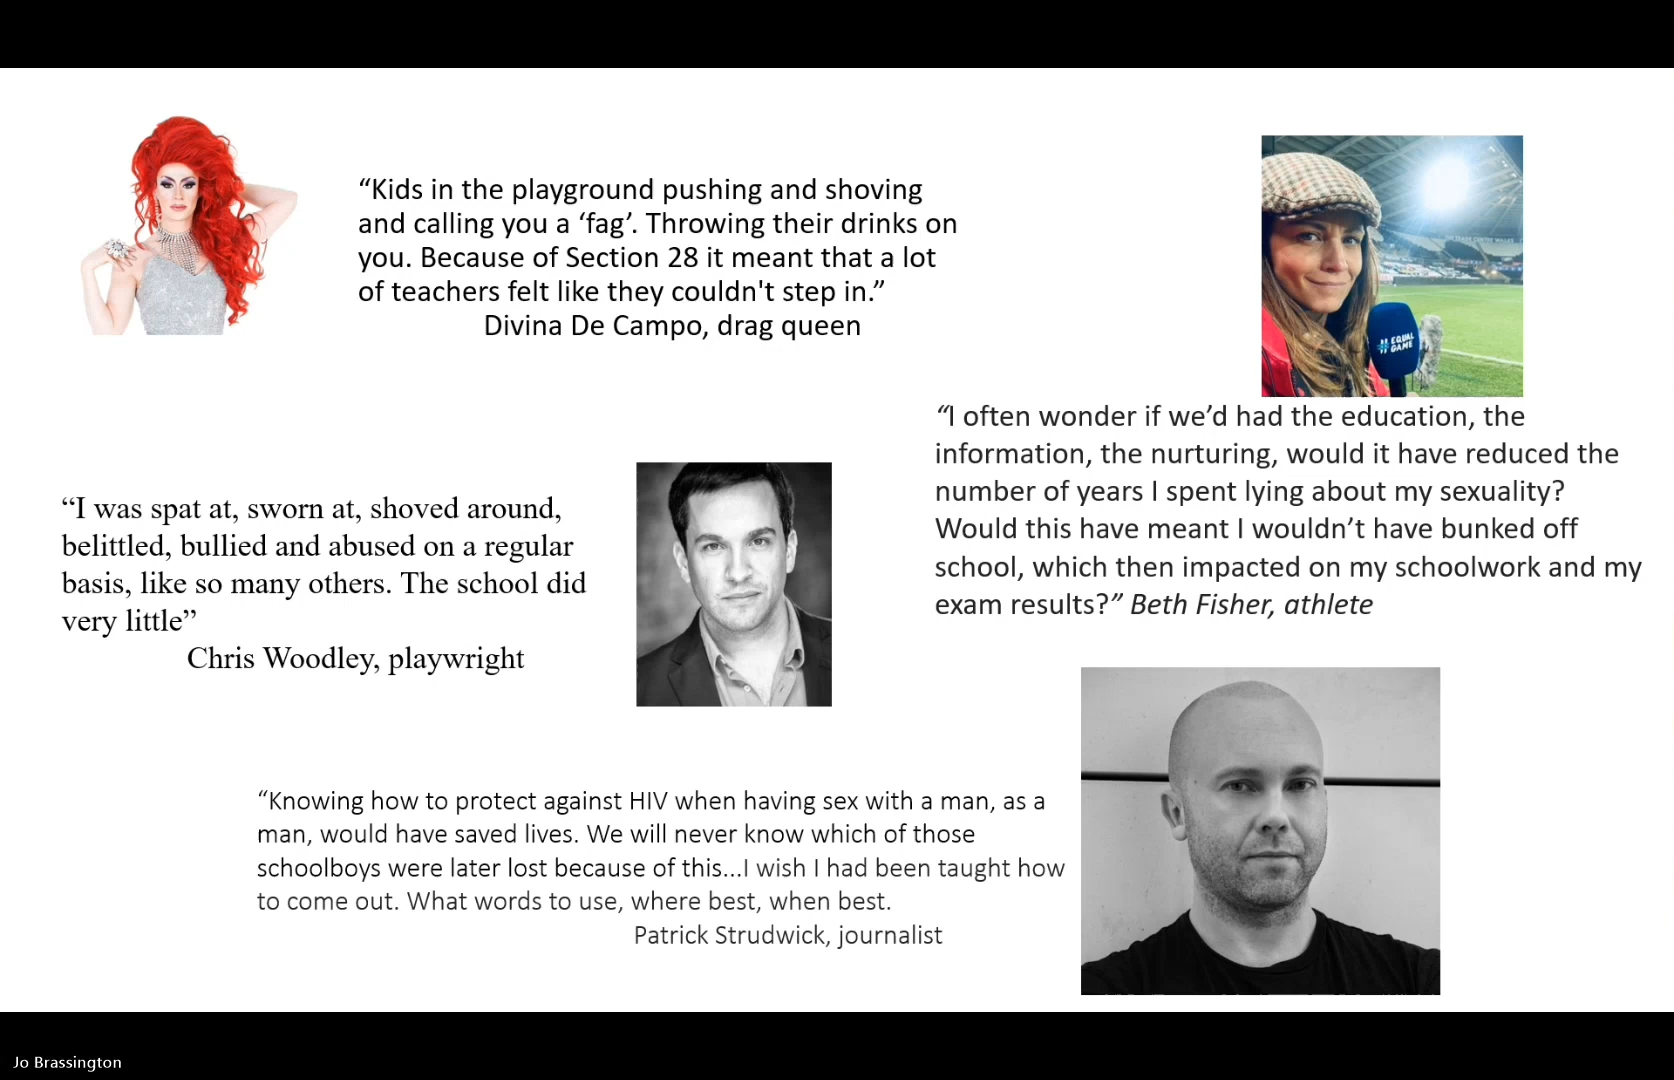 “Kids in the playground pushing and shoving
and calling you a ‘fag’. Throwing their drinks on
you. Because of Section 28 it meant that a lot
of teachers felt like they couldn't step in.”
Divina De Campo, drag queen
EQUAL
GAME
“I often wonder if we’d had the education, the
information, the nurturing, would it have reduced the
number of years I spent lying about my sexuality?
Would this have meant I wouldn’t have bunked off
school, which then impacted on my schoolwork and my
exam results?” Beth Fisher, athlete
“I was spat at, sworn at, shoved around,
belittled, bullied and abused on a regular
basis, like so many others. The school did
very little”
Chris Woodley, playwright
“Knowing how to protect against HIV when having sex with a man, as a
man, would have saved lives. We will never know which of those
schoolboys were later lost because of this...I wish I had been taught how
to come out. What words to use, where best, when best.
Patrick Strudwick, journalist
Jo Brassington